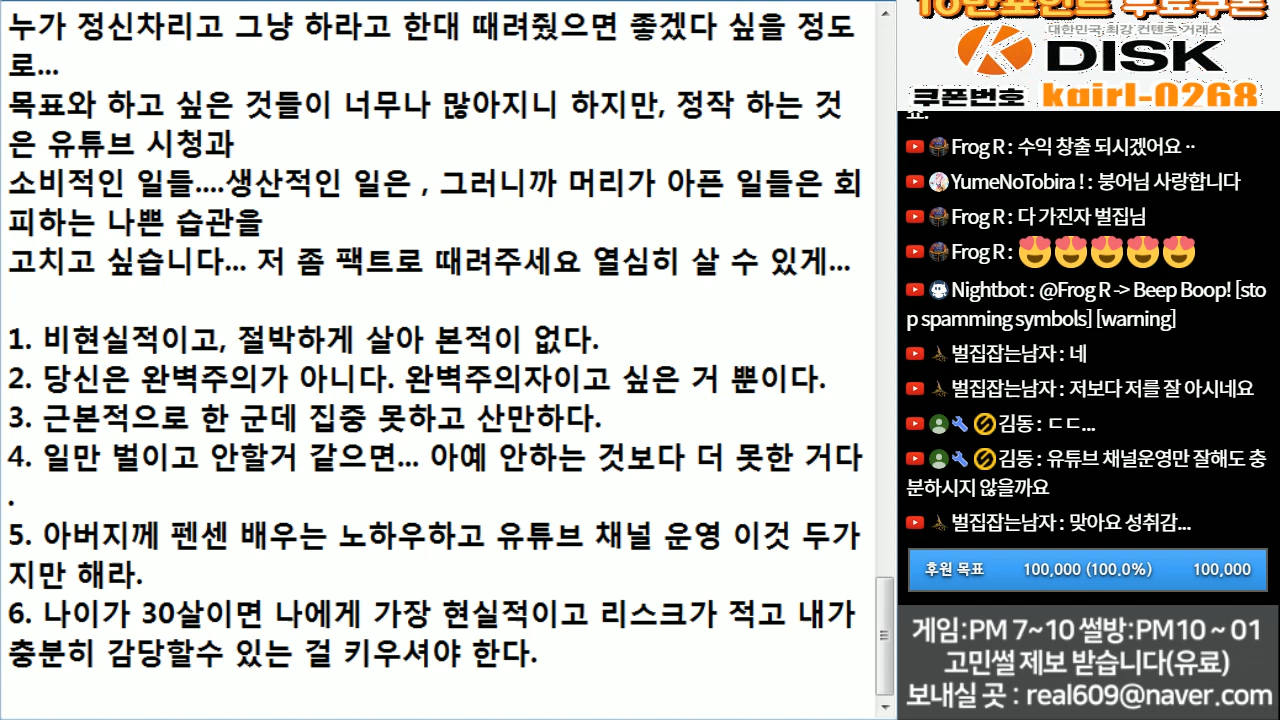 누가 정신차리고 그냥 하라고 한대 때려줬으면 좋겠다 싶을 정도
로...
목표와 하고 싶은 것들이 너무나 많아지니 하지만, 정작 하는 것
은 유튜브 시청과
소비적인 일들....생산적인 일은 , 그러니까 머리가 아픈 일들은 회
피하는 나쁜 습관을
고치고 싶습니다... 저 좀 팩트로 때려주세요 열심히 살 수 있게...
1. 비현실적이고, 절박하게 살아 본적이 없다.
2. 당신은 완벽주의가 아니다. 완벽주의자이고 싶은 거 뿐이다.
3. 근본적으로 한 군데 집중 못하고 산만하다.
4. 일만 벌이고 안할거 같으면... 아예 안하는 것보다 더 못한 거다
.
5. 아버지께 펜센 배우는 노하우하고 유튜브 채널 운영 이것 두가
지만 해라.
6. 나이가 30살이면 나에게 가장 현실적이고 리스크가 적고 내가
충분히 감당할수 있는 걸 키우셔야 한다.
10만포인트 무료쿠폰
대한민국 최강 컨텐츠 거래소
K DISK
쿠폰번호 kgirl-0268
요.
Frog R : 수익 창출 되시겠어요 ··
YumeNoTobira ! : 붕어님 사랑합니다
Frog R : 다 가진자 벌집님
Frog R : 😍😍😍😍😍
Nightbot : @Frog R -> Beep Boop! [sto
p spamming symbols] [warning]
벌집잡는남자 : 네
벌집잡는남자 : 저보다 저를 잘 아시네요
김동 : ㄷㄷ...
김동 : 유튜브 채널운영만 잘해도 충
분하시지 않을까요
벌집잡는남자 : 맞아요 성취감...
후원 목표 100,000 (100.0%) 100,000
게임:PM 7~10 썰방:PM10 ~ 01
고민썰 제보 받습니다(유료)
보내실 곳 : real609@naver.com